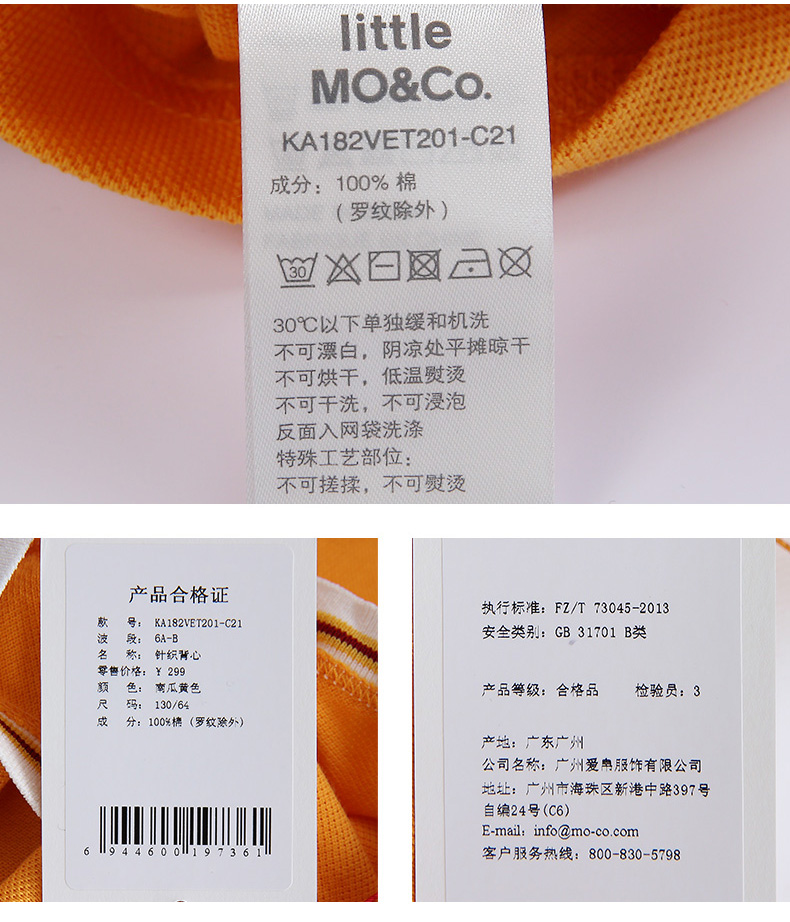 little
MO&Co.
KA182VET201-C21
成分：100% 棉
（罗纹除外）
30
30℃以下单独缓和机洗
不可漂白，阴凉处平摊晾干
不可烘干，低温熨烫
不可干洗，不可浸泡
反面入网袋洗涤
特殊工艺部位：
不可搓揉，不可熨烫
产品合格证
款 号： KA182VET201-C21
波 段： 6A-B
名 称： 针织背心
零售价格：￥299
颜 色： 南瓜黄色
尺 码： 130/64
成 分：100%棉（罗纹除外）
6 944600 197361
执行标准：FZ/T 73045-2013
安全类别：GB 31701 B类
产品等级：合格品 检验员：3
产地：广东广州
公司名称：广州爱帛服饰有限公司
地址：广州市海珠区新港中路397号
自编24号(C6)
E-mail：info@mo-co.com
客户服务热线：800-830-5798